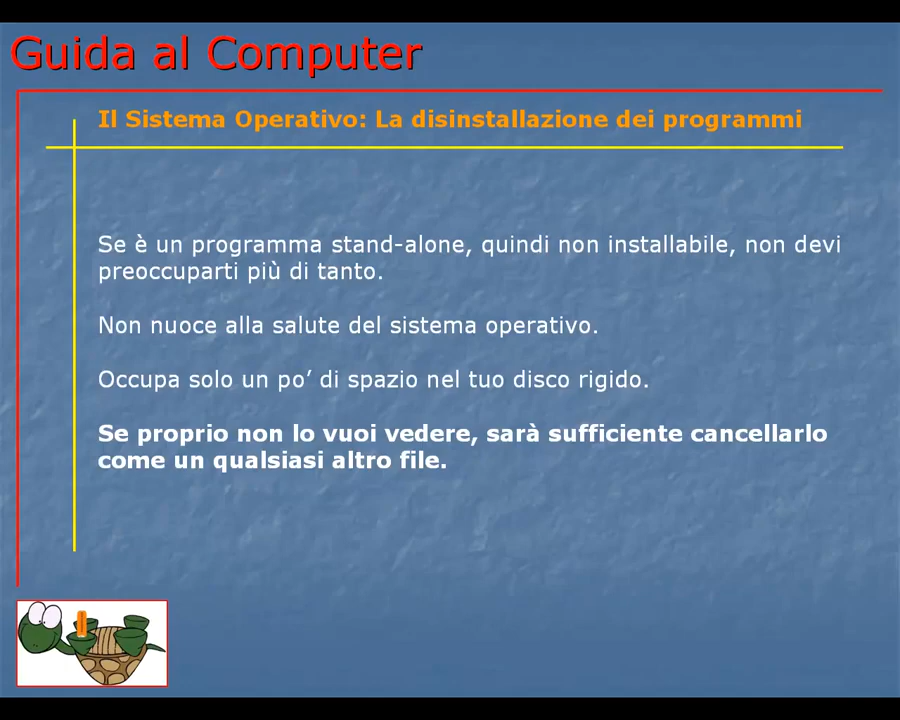 Guida al Computer
Il Sistema Operativo: La disinstallazione dei programmi
Se è un programma stand-alone, quindi non installabile, non devi
preoccuparti più di tanto.
Non nuoce alla salute del sistema operativo.
Occupa solo un po’ di spazio nel tuo disco rigido.
Se proprio non lo vuoi vedere, sarà sufficiente cancellarlo
come un qualsiasi altro file.